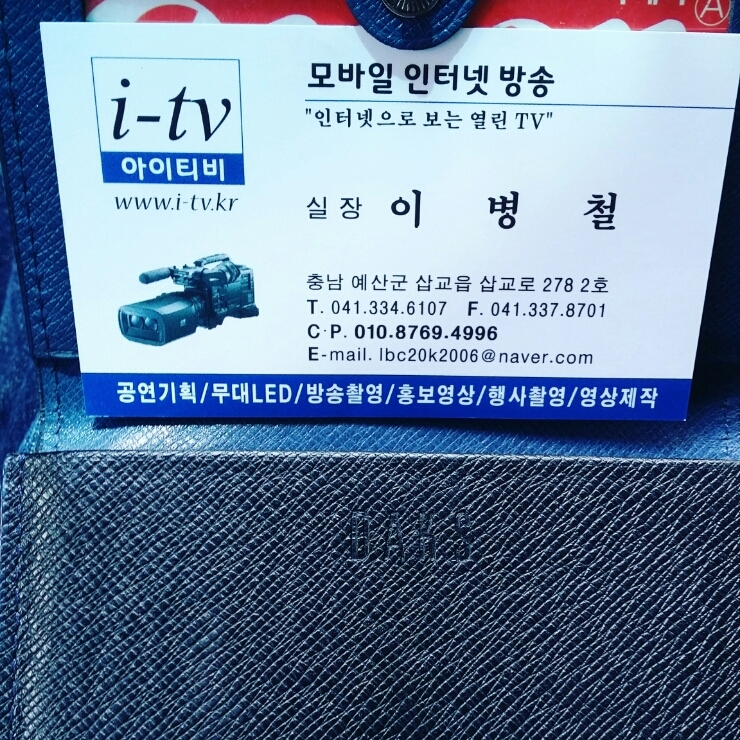 i-tv
아이티비
www.i-tv.kr
모바일 인터넷 방송
"인터넷으로 보는 열린 TV"
실장 이 병 철
충남 예산군 삽교읍 삽교로 278 2호
T. 041.334.6107 F. 041.337.8701
C·P. 010.8769.4996
E-mail. lbc20k2006@naver.com
공연기획/무대LED/방송촬영/홍보영상/행사촬영/영상제작
DAKS